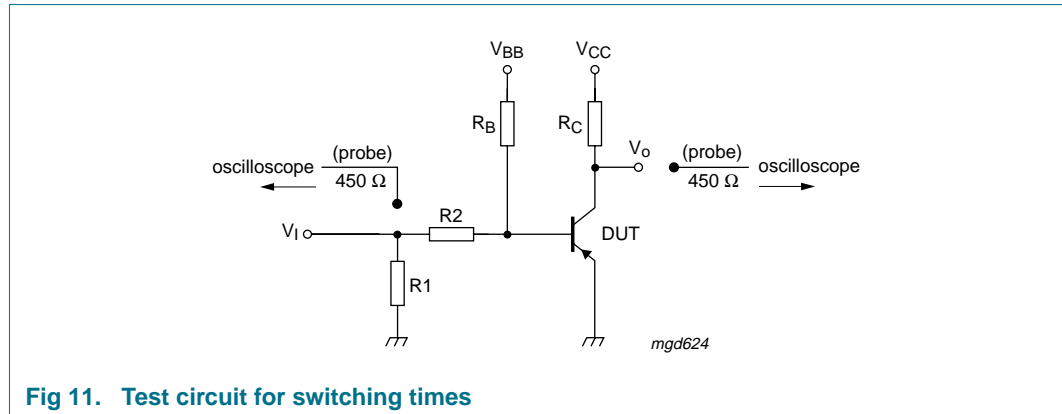 V_BB
V_CC
R_B
R_C
V_o
(probe)
450 Ω
oscilloscope
(probe)
450 Ω
oscilloscope
R2
V_I
DUT
R1
mgd624
Fig 11. Test circuit for switching times